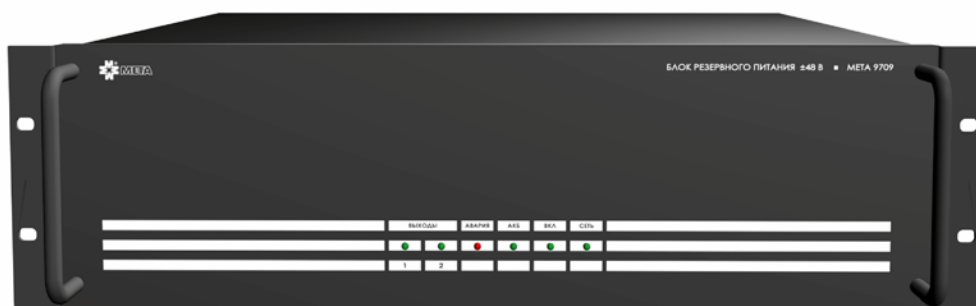 МЕТА
БЛОК РЕЗЕРВНОГО ПИТАНИЯ ±48 В ■ МЕТА 9709
ВЫХОДЫ АВАРИЯ АКБ ВКЛ СЕТЬ
1 2